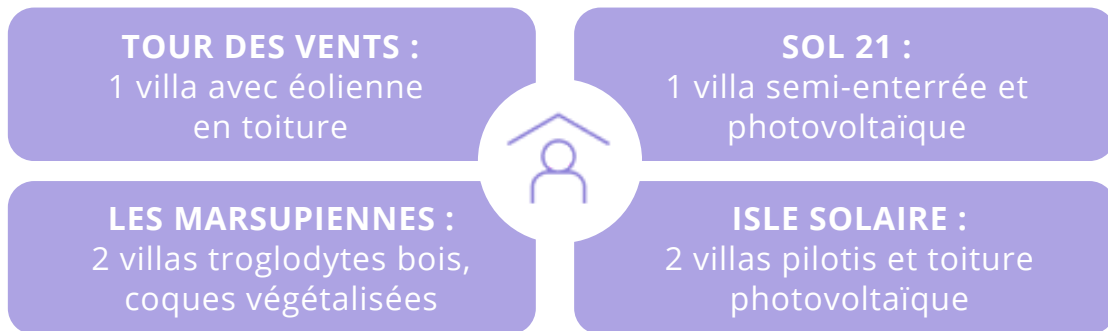 TOUR DES VENTS :
1 villa avec éolienne
en toiture
SOL 21 :
1 villa semi-enterrée et
photovoltaïque
LES MARSUPIENNES :
2 villas troglodytes bois,
coques végétalisées
ISLE SOLAIRE :
2 villas pilotis et toiture
photovoltaïque